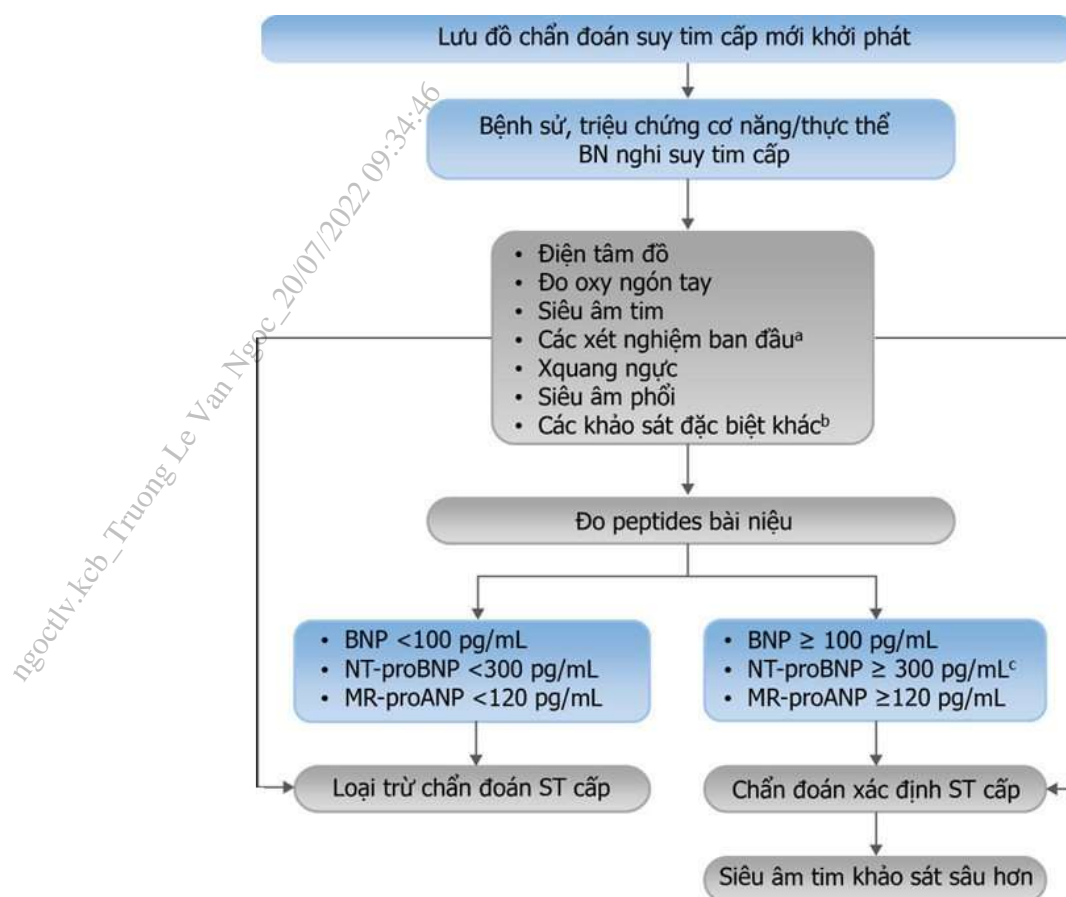 Lưu đồ chẩn đoán suy tim cấp mới khởi phát
Bệnh sử, triệu chứng cơ năng/thực thể
BN nghi suy tim cấp
• Điện tâm đồ
• Đo oxy ngón tay
• Siêu âm tim
• Các xét nghiệm ban đầuᵃ
• Xquang ngực
• Siêu âm phổi
• Các khảo sát đặc biệt khácᵇ
Đo peptides bài niệu
• BNP <100 pg/mL
• NT-proBNP <300 pg/mL
• MR-proANP <120 pg/mL
• BNP ≥ 100 pg/mL
• NT-proBNP ≥ 300 pg/mLᶜ
• MR-proANP ≥120 pg/mL
Loại trừ chẩn đoán ST cấp
Chẩn đoán xác định ST cấp
Siêu âm tim khảo sát sâu hơn
ngoctlv.kcb_Truong Le Van Ngoc_20/07/2022 09:34:46